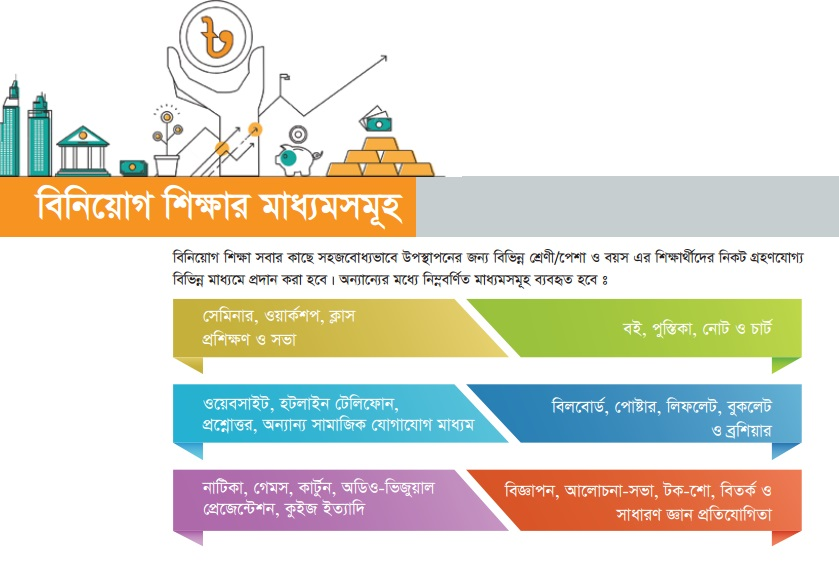 ৳
বিনিয়োগ শিক্ষার মাধ্যমসমূহ
বিনিয়োগ শিক্ষা সবার কাছে সহজবোধ্যভাবে উপস্থাপনের জন্য বিভিন্ন শ্রেণী/পেশা ও বয়স এর শিক্ষার্থীদের নিকট গ্রহণযোগ্য
বিভিন্ন মাধ্যমে প্রদান করা হবে। অন্যান্যের মধ্যে নিম্নবর্ণিত মাধ্যমসমূহ ব্যবহৃত হবে ঃ
সেমিনার, ওয়ার্কশপ, ক্লাস
প্রশিক্ষণ ও সভা
বই, পুস্তিকা, নোট ও চার্ট
ওয়েবসাইট, হটলাইন টেলিফোন,
প্রশ্নোত্তর, অন্যান্য সামাজিক যোগাযোগ মাধ্যম
বিলবোর্ড, পোষ্টার, লিফলেট, বুকলেট
ও ব্রশিয়ার
নাটিকা, গেমস, কার্টুন, অডিও-ভিজুয়াল
প্রেজেন্টেশন, কুইজ ইত্যাদি
বিজ্ঞাপন, আলোচনা-সভা, টক-শো, বিতর্ক ও
সাধারণ জ্ঞান প্রতিযোগিতা